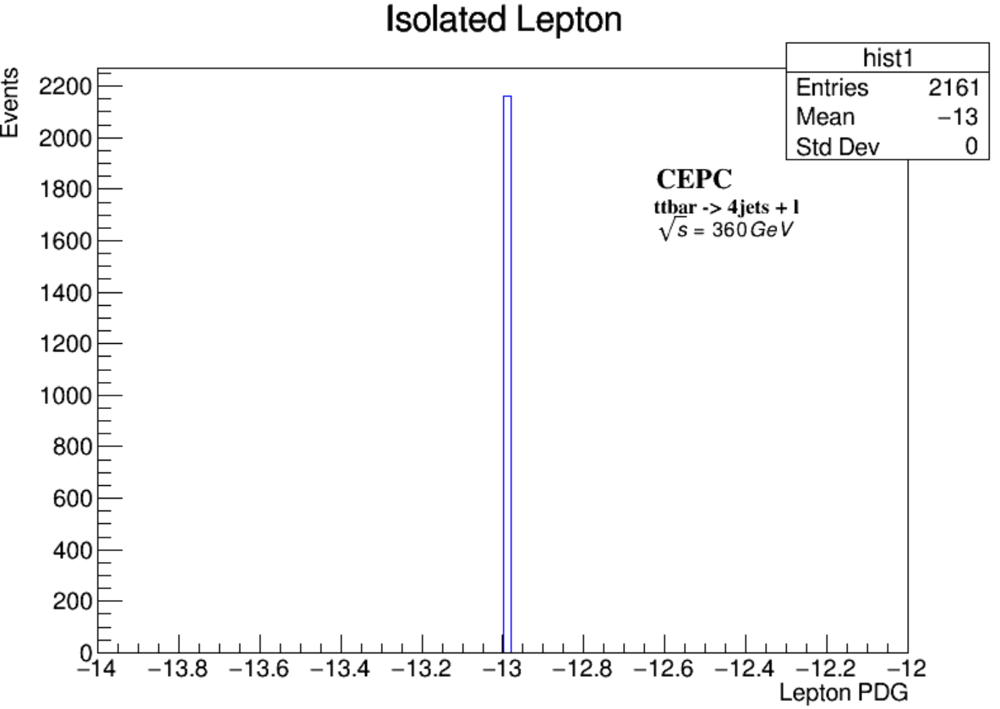 Isolated Lepton
hist1
Entries 2161
Mean −13
Std Dev 0
Events
2200
2000
1800
1600
1400
1200
1000
800
600
400
200
0
CEPC
ttbar -> 4jets + l
√s = 360 GeV
−14 −13.8 −13.6 −13.4 −13.2 −13 −12.8 −12.6 −12.4 −12.2 −12
Lepton PDG